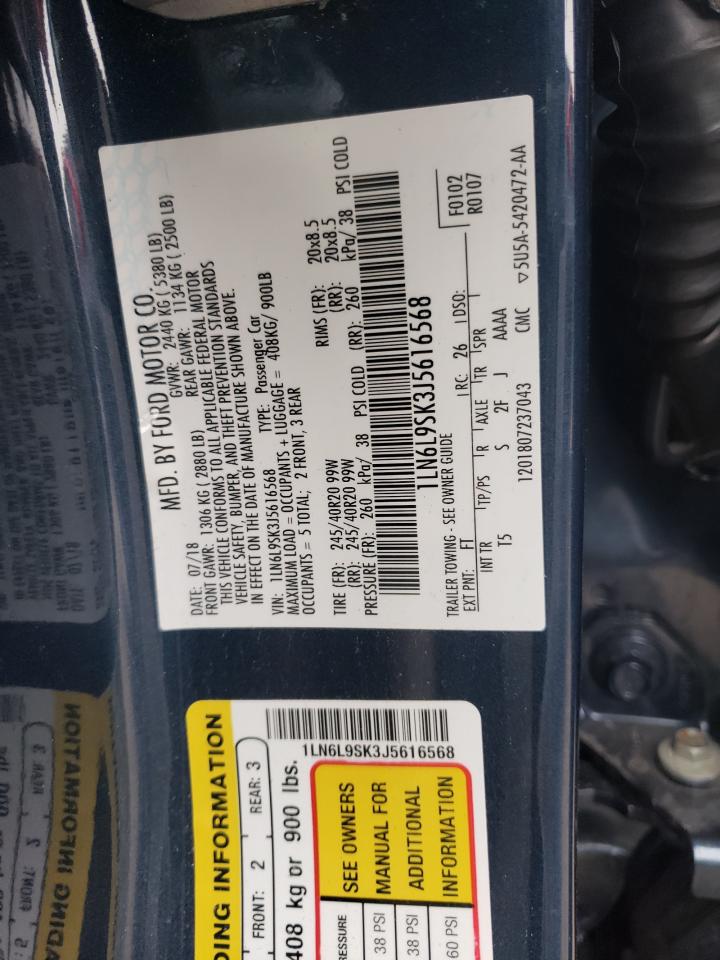 MFD. BY FORD MOTOR CO.
DATE: 07/18 GVWR: 2440 KG ( 5380 LB)
FRONT GAWR: 1306 KG ( 2880 LB) REAR GAWR: 1134 KG ( 2500 LB)
THIS VEHICLE CONFORMS TO ALL APPLICABLE FEDERAL MOTOR
VEHICLE SAFETY, BUMPER, AND THEFT PREVENTION STANDARDS
IN EFFECT ON THE DATE OF MANUFACTURE SHOWN ABOVE.
VIN: 1LN6L9SK3J5616568 TYPE: Passenger Car
MAXIMUM LOAD = OCCUPANTS + LUGGAGE = 408KG/ 900LB
OCCUPANTS = 5 TOTAL; 2 FRONT, 3 REAR
TIRE (FR): 245/40R20 99W RIMS (FR): 20x8.5
(RR): 245/40R20 99W (RR): 20x8.5
PRESSURE (FR): 260 kPa/ 38 PSI COLD (RR): 260 kPa/ 38 PSI COLD
1LN6L9SK3J5616568
TRAILER TOWING - SEE OWNER GUIDE
F0102
R0107
EXT PNT: FT RC: 26 DSO:
INT TR TP/PS R AXLE TR SPR
T5 S 2F J AAAA
1201807237043 CMC ▽5U5A-5420472-AA
DING INFORMATION
FRONT: 2 REAR: 3
408 kg or 900 lbs.
1LN6L9SK3J5616568
RESSURE
38 PSI
38 PSI
60 PSI
SEE OWNERS
MANUAL FOR
ADDITIONAL
INFORMATION